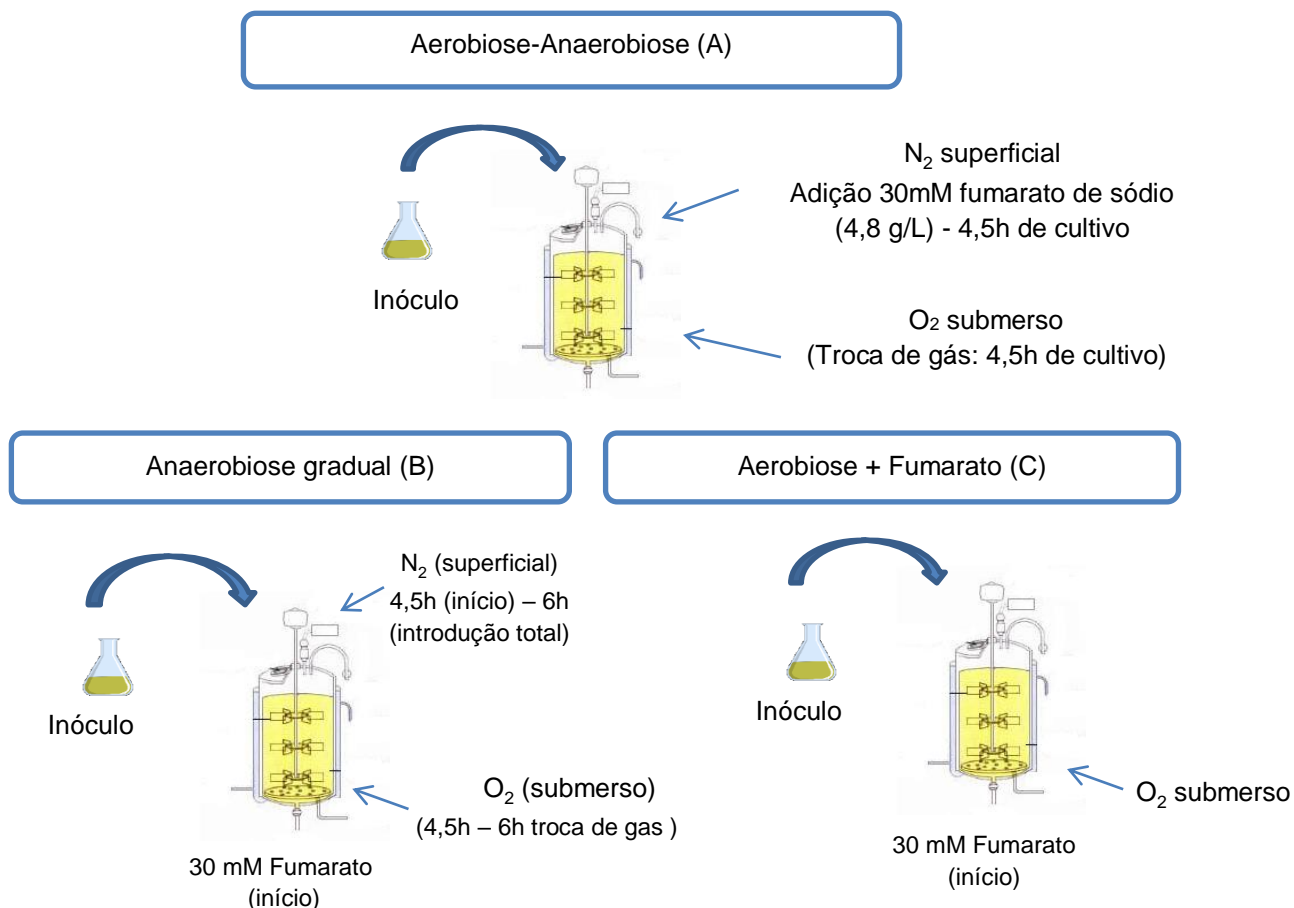 Aerobiose-Anaerobiose (A)
N₂ superficial
Adição 30mM fumarato de sódio
(4,8 g/L) - 4,5h de cultivo
Inóculo
O₂ submerso
(Troca de gás: 4,5h de cultivo)
Anaerobiose gradual (B)
N₂ (superficial)
4,5h (início) – 6h
(introdução total)
Inóculo
O₂ (submerso)
(4,5h – 6h troca de gas )
30 mM Fumarato
(início)
Aerobiose + Fumarato (C)
Inóculo
O₂ submerso
30 mM Fumarato
(início)